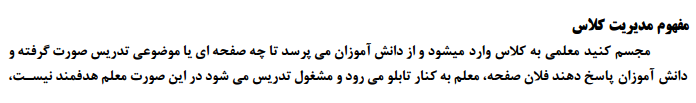 مفهوم مدیریت کلاس
مجسم کنید معلمی به کلاس وارد میشود و از دانش آموزان می پرسد تا چه صفحه ای یا موضوعی تدریس صورت گرفته و
دانش آموزان پاسخ دهند فلان صفحه، معلم به کنار تابلو می رود و مشغول تدریس می شود در این صورت معلم هدفمند نیست،